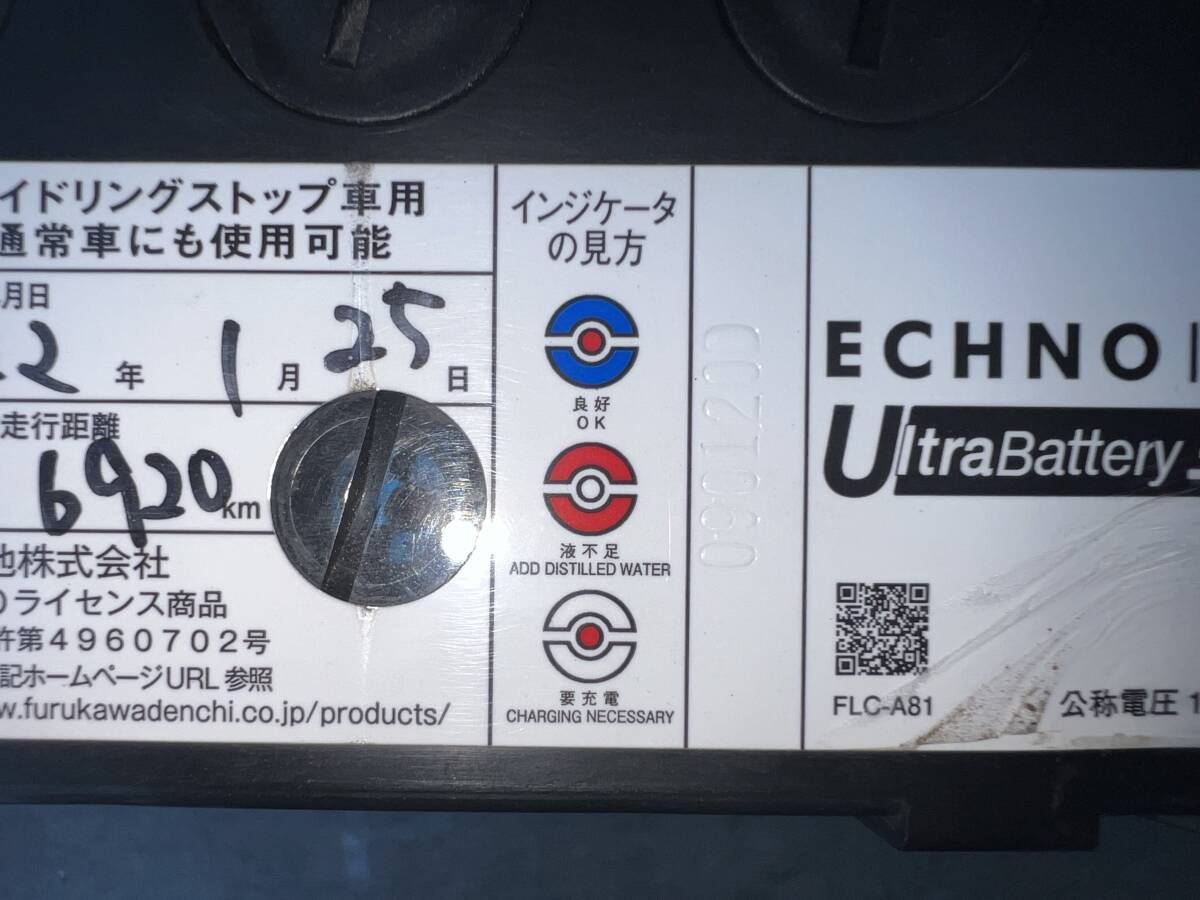 イドリングストップ車用
通常車にも使用可能
月日
22 年 1 月 25 日
走行距離
6920 km
池株式会社
ライセンス商品
許第4960702号
記ホームページURL 参照
w.furukawadenchi.co.jp/products/
インジケータ
の見方
良好
OK
液不足
ADD DISTILLED WATER
要充電
CHARGING NECESSARY
090120D
ECHNO
UltraBattery
FLC-A81
公称電圧 1